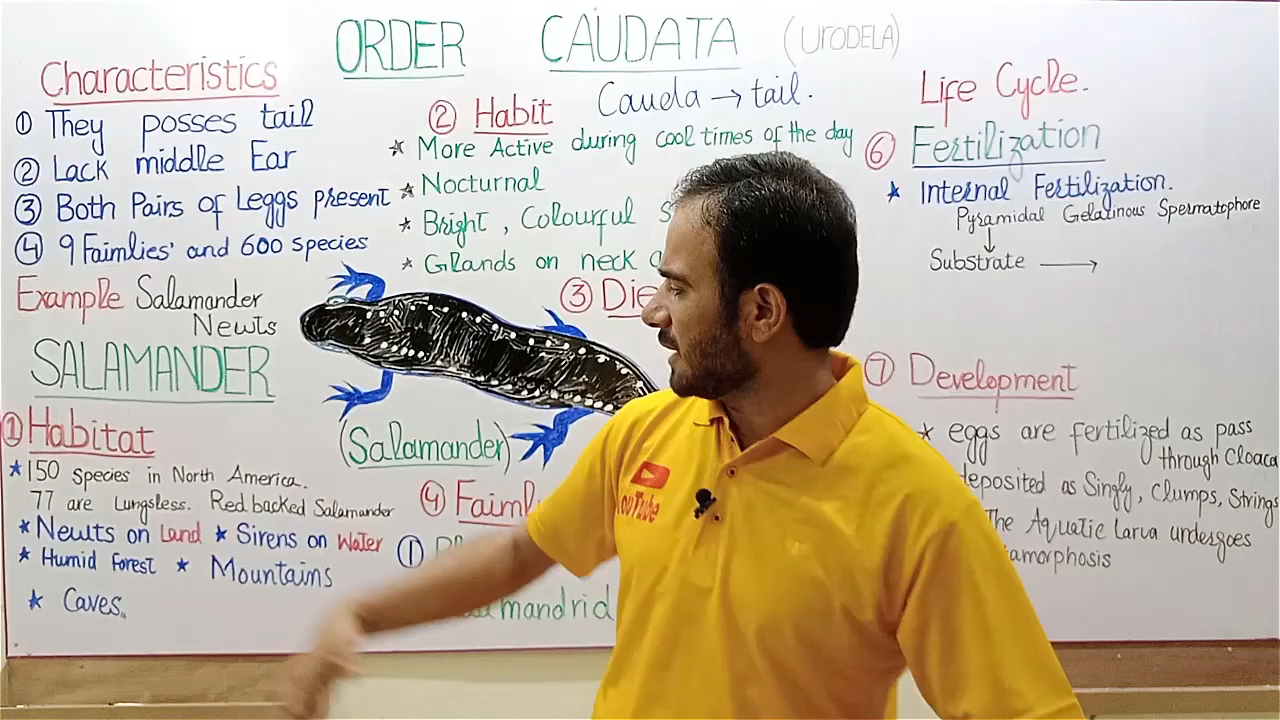 ORDER CAUDATA (UrODELA)
Cauda → tail.
Characteristics
① They posses tail
② Lack middle Ear
③ Both Pairs of Leggs present
④ 9 Faimlies' and 600 species
Example Salamander
Newts
SALAMANDER
① Habitat
* 150 species in North America.
77 are Lungsless. Red backed Salamander
* Newts on Land * Sirens on Water
* Humid Forest * Mountains
* Caves.
② Habit
* More Active during cool times of the day
* Nocturnal
* Bright, Colourful
* Glands on neck
③
(Salamander)
④
①
YouTube
Life Cycle.
⑥ Fertilization
* Internal Fertilization.
Pyramidal Gelatinous Spermatophore
↓
Substrate →
⑦ Development
* eggs are fertilized as pass
through Cloaca
deposited as Singly, Clumps, Strings
The Aquatic Larva undergoes